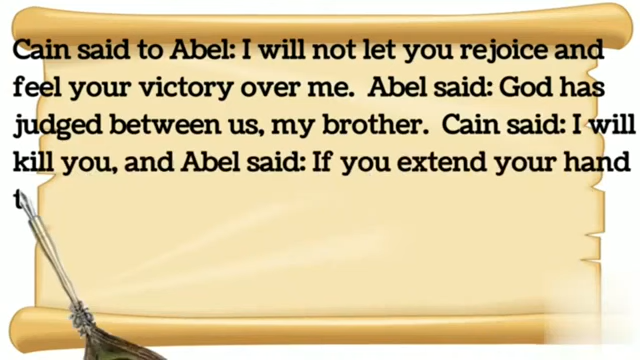 Cain said to Abel: I will not let you rejoice and
feel your victory over me.  Abel said: God has
judged between us, my brother.  Cain said: I will
kill you, and Abel said: If you extend your hand
t